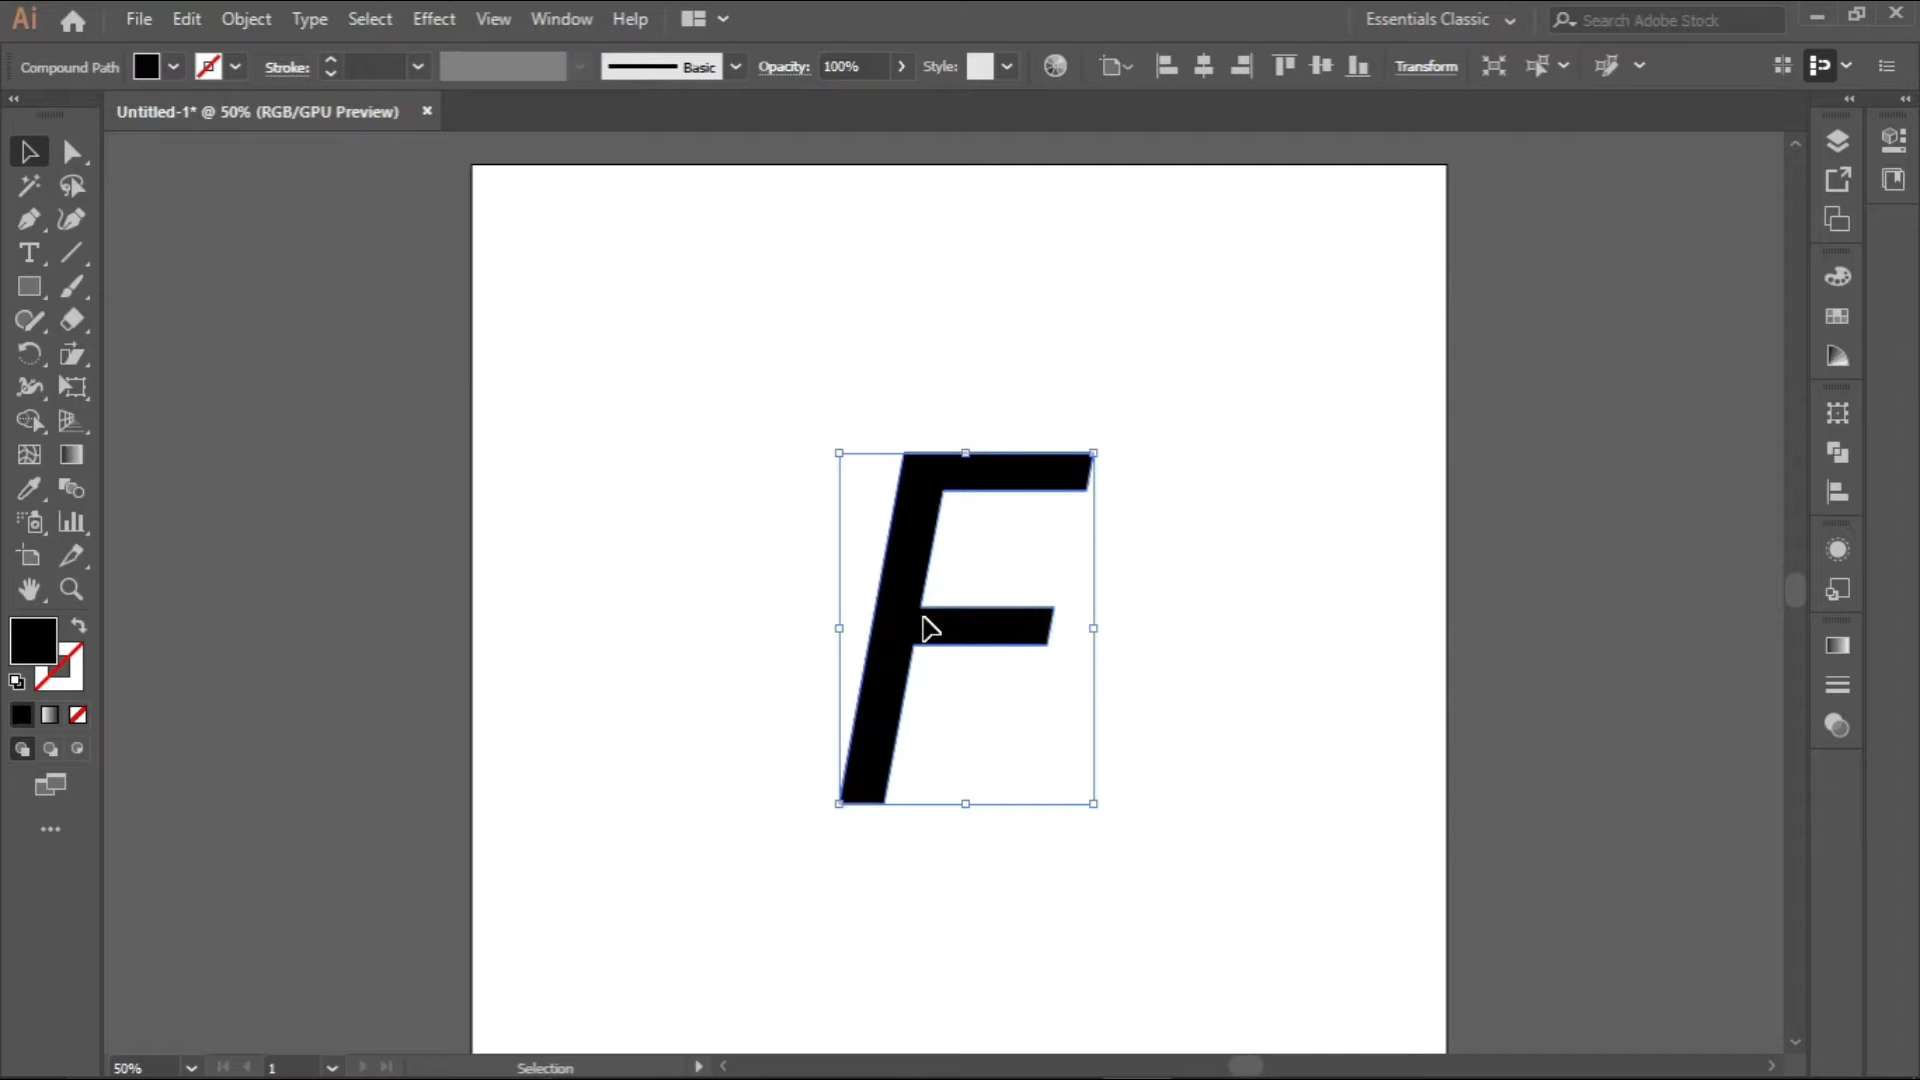 Ai File Edit Object Type Select Effect View Window Help Essentials Classic Search Adobe Stock
Compound Path Stroke: Basic Opacity: 100% Style: Transform
Untitled-1* @ 50% (RGB/GPU Preview) ×
F
50% 1 Selection